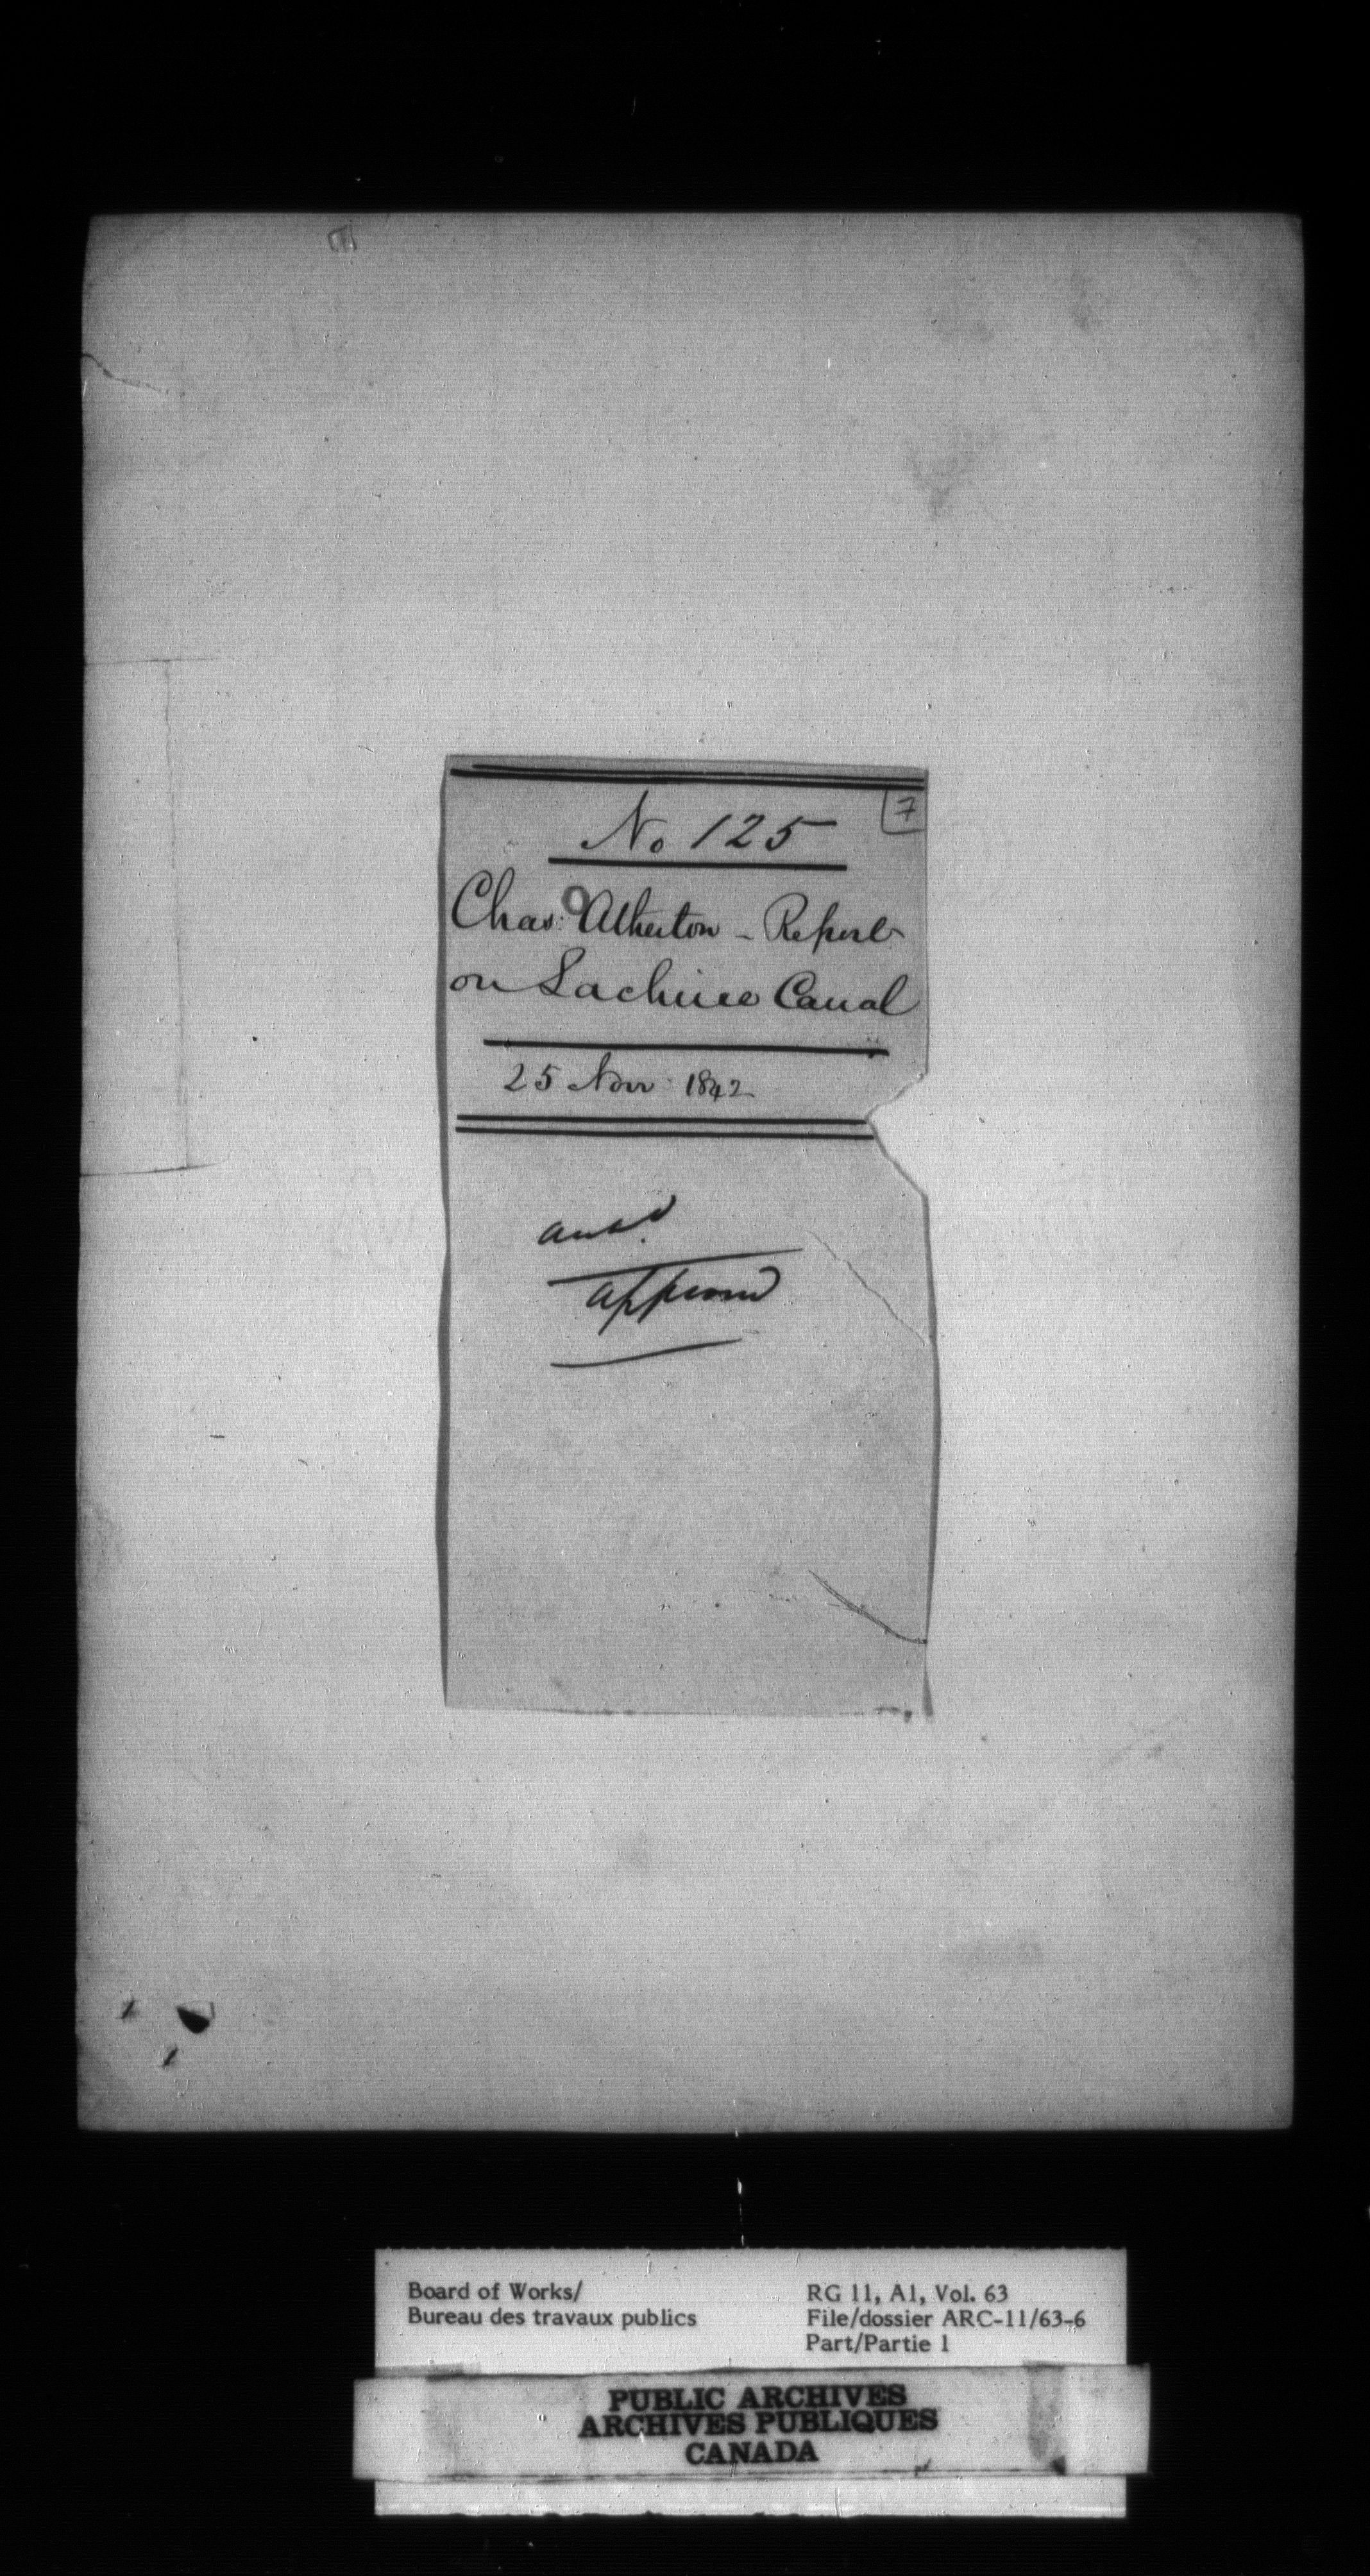 7
No 125
Chas: Atherton - Report
on Lachine Canal
25 Novr 1842
ansd.
approved
Board of Works/
Bureau des travaux publics
RG 11, A1, Vol. 63
File/dossier ARC-11/63-6
Part/Partie 1
PUBLIC ARCHIVES
ARCHIVES PUBLIQUES
CANADA